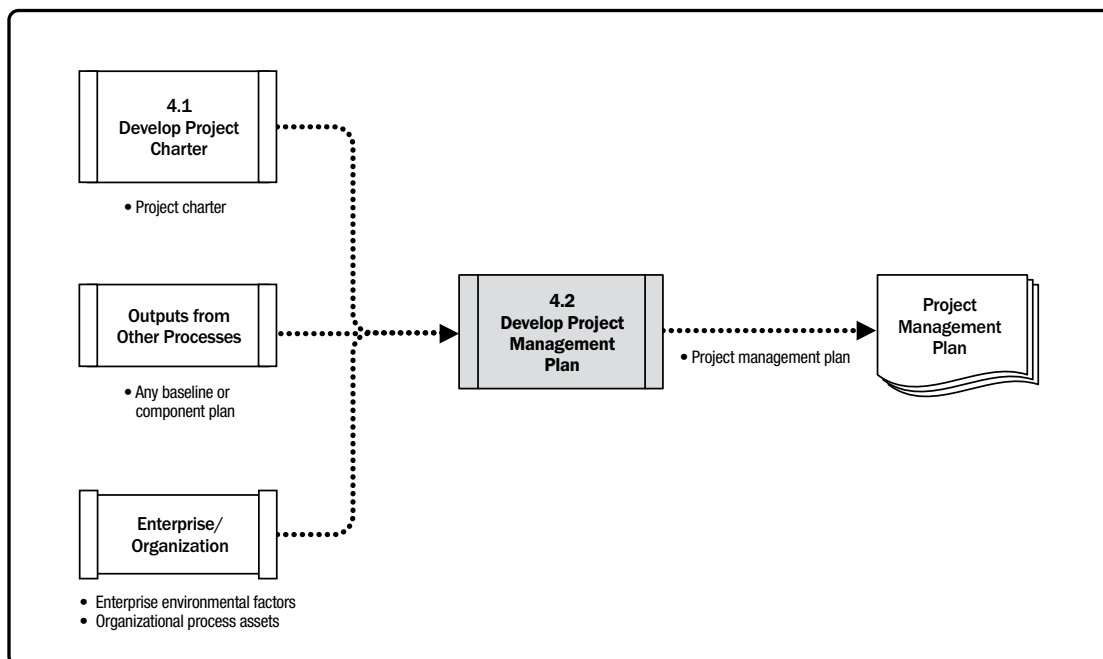 4.1
Develop Project
Charter
• Project charter
Outputs from
Other Processes
• Any baseline or
component plan
Enterprise/
Organization
• Enterprise environmental factors
• Organizational process assets
4.2
Develop Project
Management
Plan
• Project management plan
Project
Management
Plan